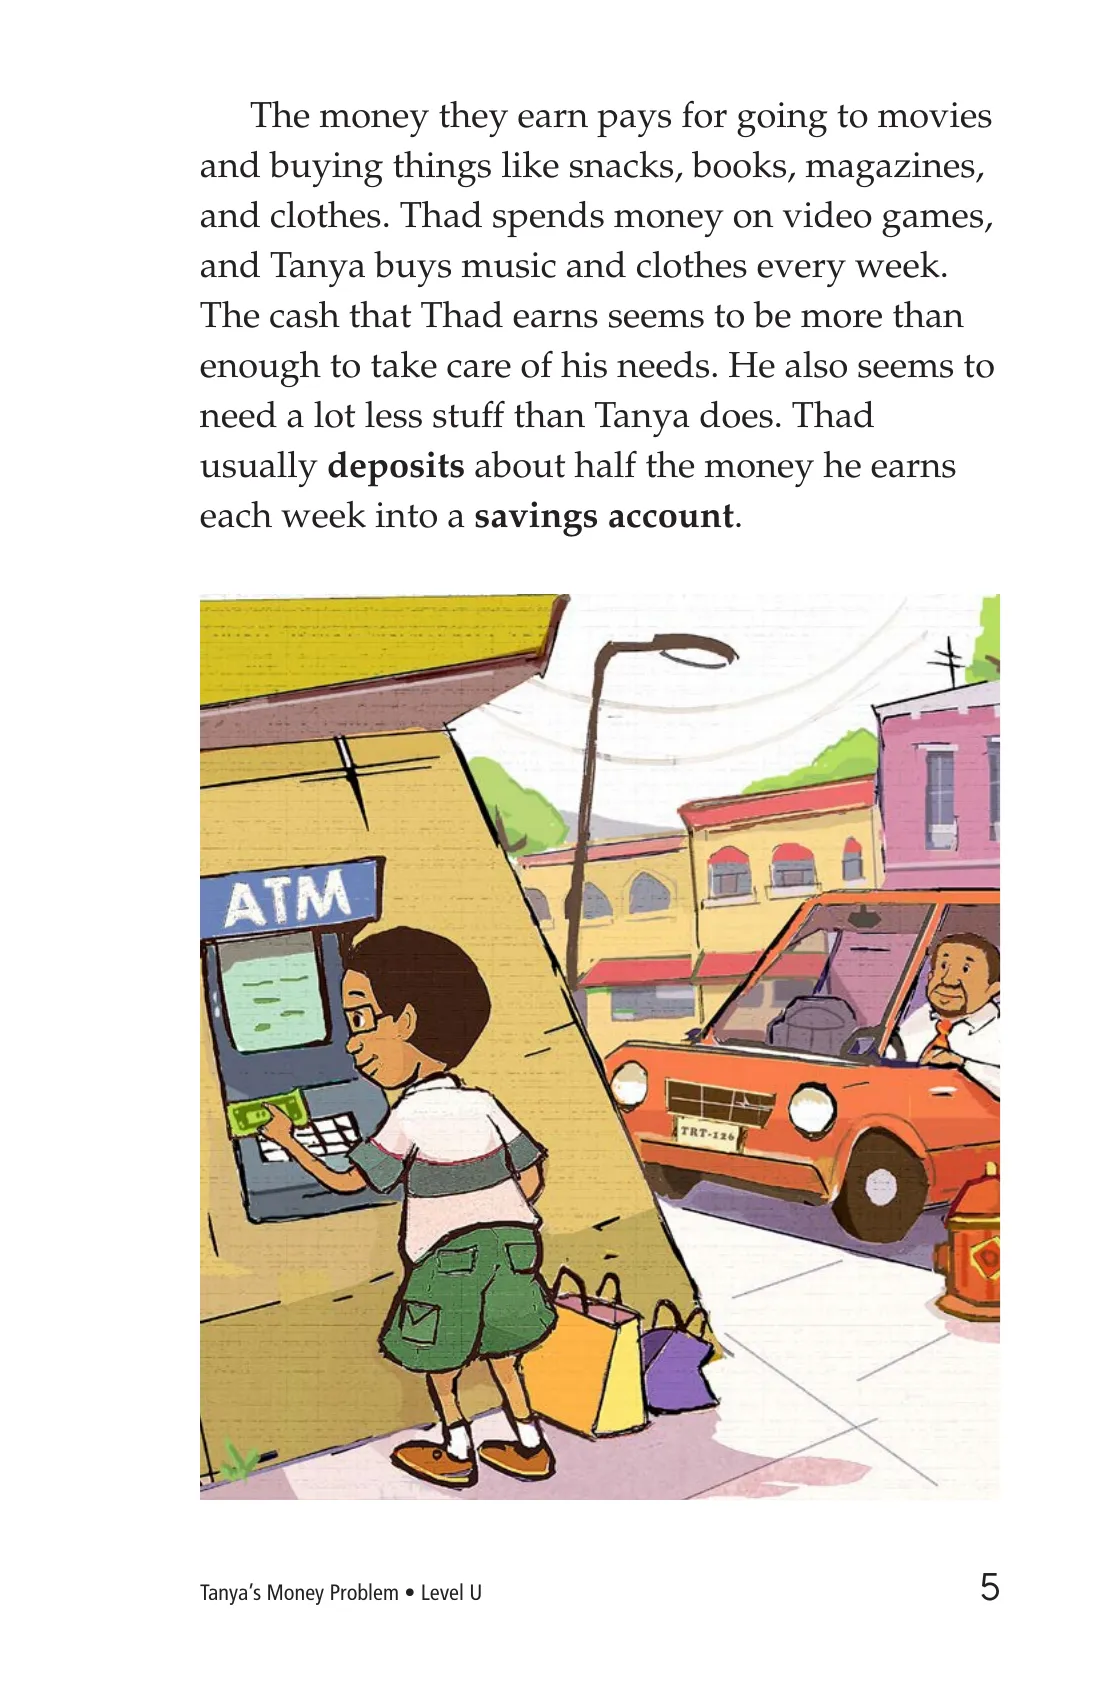 The money they earn pays for going to movies
and buying things like snacks, books, magazines,
and clothes. Thad spends money on video games,
and Tanya buys music and clothes every week.
The cash that Thad earns seems to be more than
enough to take care of his needs. He also seems to
need a lot less stuff than Tanya does. Thad
usually deposits about half the money he earns
each week into a savings account.
ATM
TRT-126
Tanya's Money Problem • Level U
5